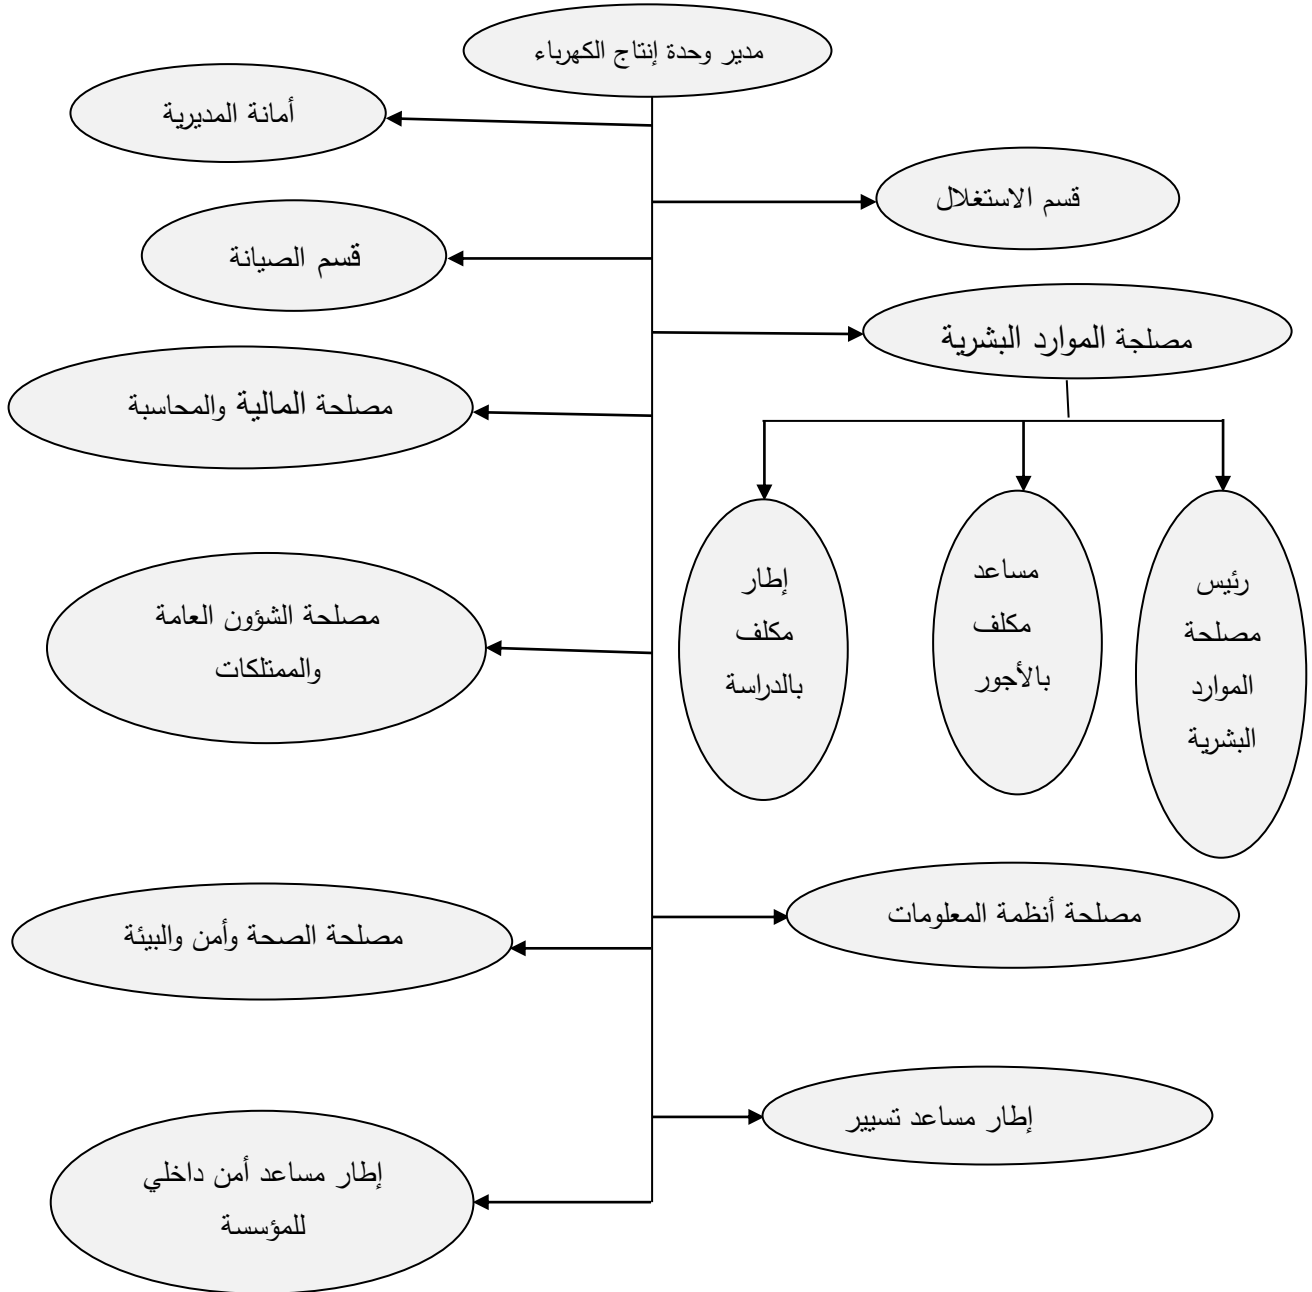 مدير وحدة إنتاج الكهرباء
أمانة المديرية
قسم الاستغلال
قسم الصيانة
مصلجة الموارد البشرية
مصلحة المالية والمحاسبة
رئيس
مصلحة
الموارد
البشرية
مساعد
مكلف
بالأجور
إطار
مكلف
بالدراسة
مصلحة الشؤون العامة
والممتلكات
مصلحة أنظمة المعلومات
مصلحة الصحة وأمن والبيئة
إطار مساعد تسيير
إطار مساعد أمن داخلي
للمؤسسة